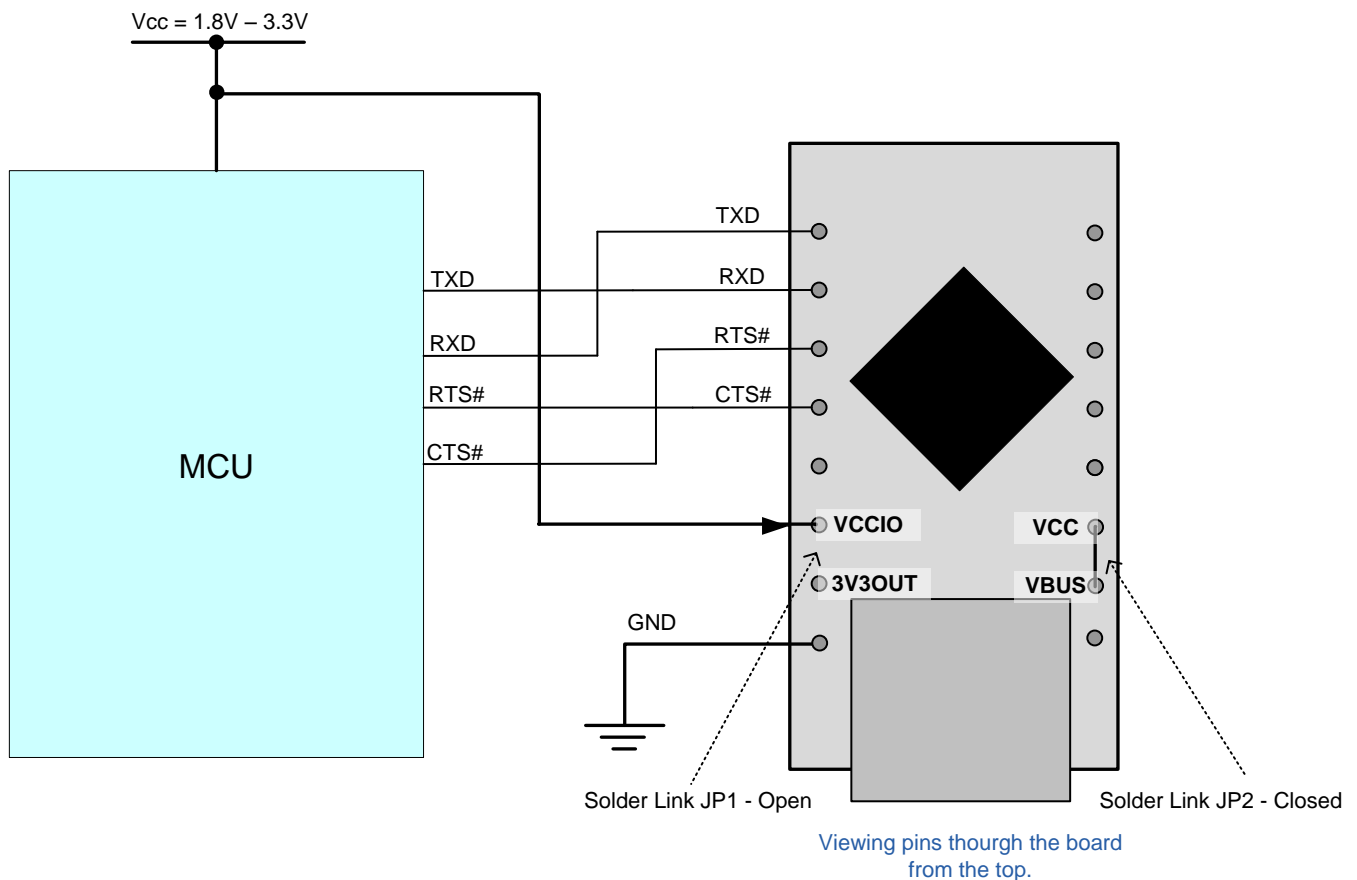 Vcc = 1.8V – 3.3V
TXD
TXD
RXD
RXD
RTS#
RTS#
CTS#
CTS#
MCU
VCCIO
VCC
3V3OUT
VBUS
GND
Solder Link JP1 - Open
Solder Link JP2 - Closed
Viewing pins thourgh the board
from the top.